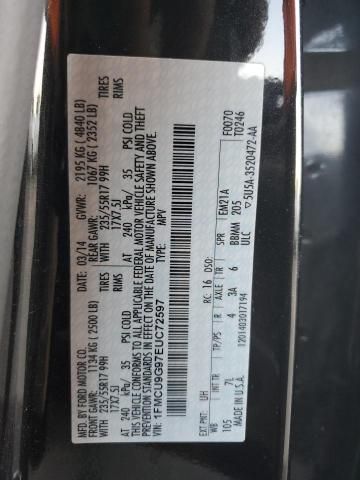 MFD. BY FORD MOTOR CO.
DATE: 03/14 GVWR: 2195 KG ( 4840 LB)
FRONT GAWR: 1134 KG ( 2500 LB) REAR GAWR: 1067 KG ( 2352 LB)
WITH 235/55R17 99H TIRES WITH 235/55R17 99H TIRES
17X7.5J RIMS 17X7.5J RIMS
AT 240 kPa/ 35 PSI COLD AT 240 kPa/ 35 PSI COLD
THIS VEHICLE CONFORMS TO ALL APPLICABLE FEDERAL MOTOR VEHICLE SAFETY AND THEFT
PREVENTION STANDARDS IN EFFECT ON THE DATE OF MANUFACTURE SHOWN ABOVE.
VIN: 1FMCU9G97EUC72597 TYPE: MPV
EXT PNT: UH RC: 16 DSO: F0070
WB INT TR TP/PS R AXLE TR SPR EM21A T0246
105 7L 4 3A 6 BBMM 205
MADE IN U.S.A. 1201403017194 ULC ▽5U5A-3520472-AA